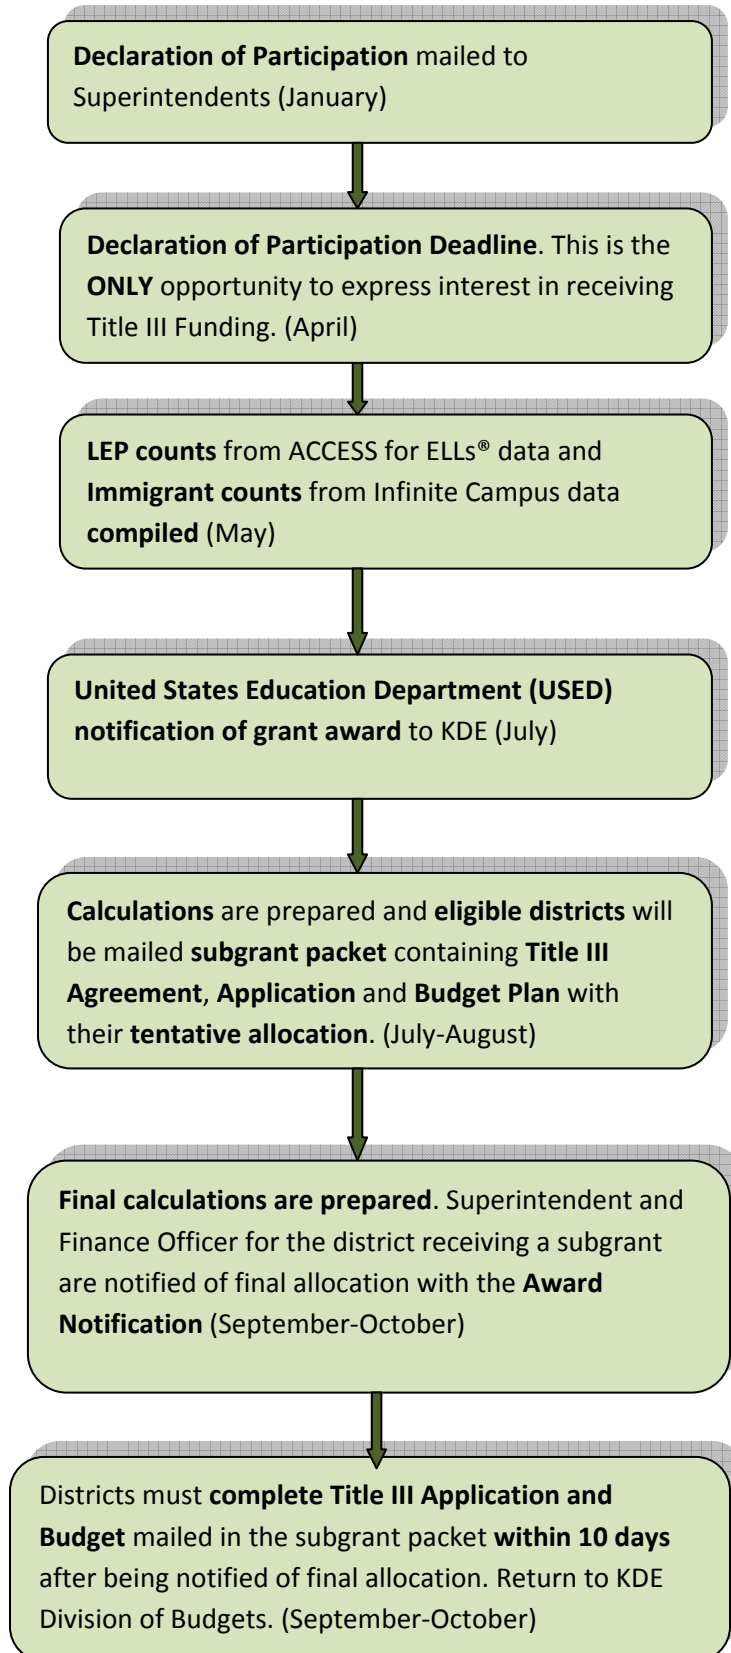 Declaration of Participation mailed to
Superintendents (January)
Declaration of Participation Deadline. This is the
ONLY opportunity to express interest in receiving
Title III Funding. (April)
LEP counts from ACCESS for ELLs® data and
Immigrant counts from Infinite Campus data
compiled (May)
United States Education Department (USED)
notification of grant award to KDE (July)
Calculations are prepared and eligible districts will
be mailed subgrant packet containing Title III
Agreement, Application and Budget Plan with
their tentative allocation. (July-August)
Final calculations are prepared. Superintendent and
Finance Officer for the district receiving a subgrant
are notified of final allocation with the Award
Notification (September-October)
Districts must complete Title III Application and
Budget mailed in the subgrant packet within 10 days
after being notified of final allocation. Return to KDE
Division of Budgets. (September-October)